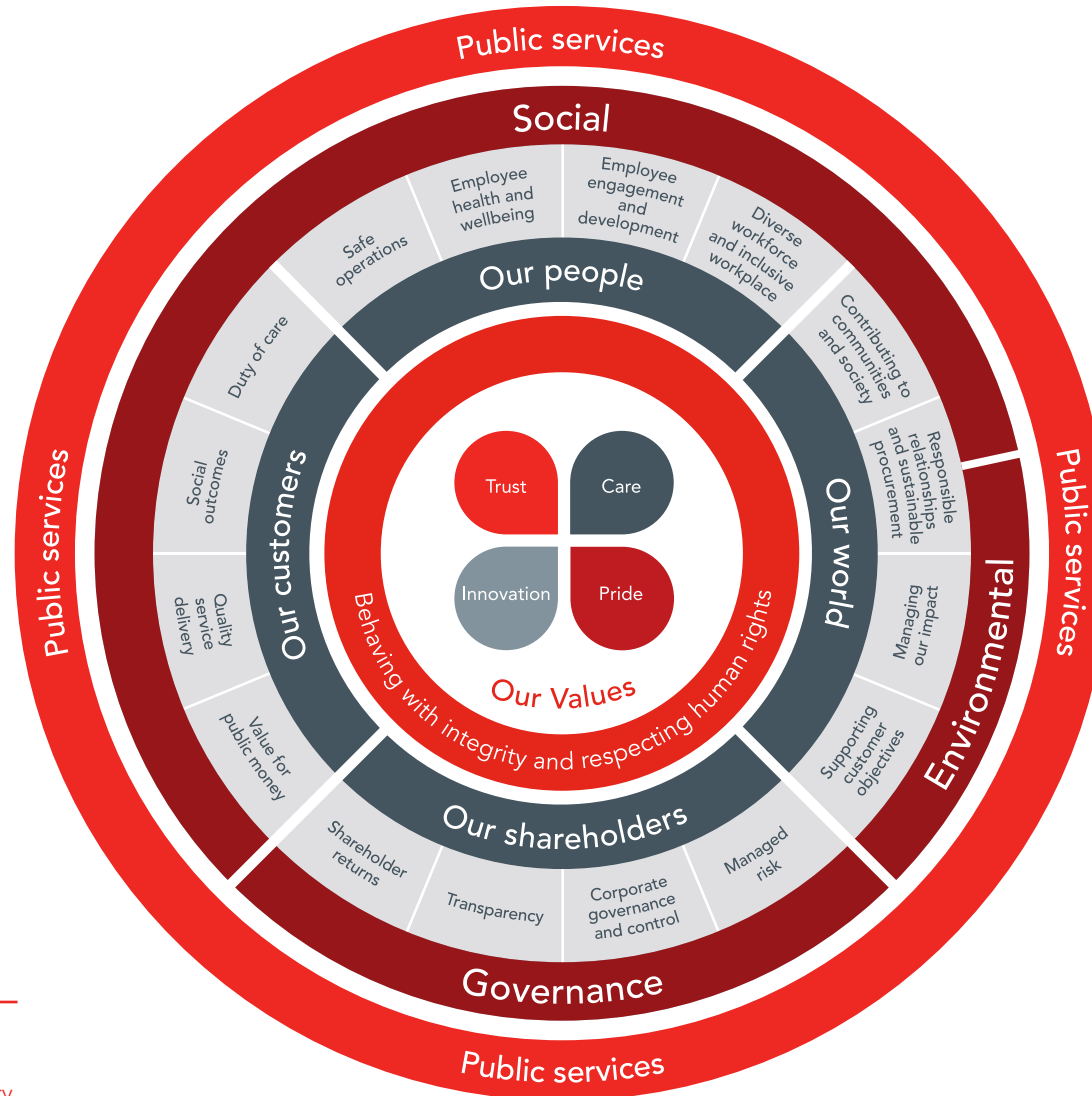 Public services
Social
Employee
health and
wellbeing
Employee
engagement
and
development
Safe
operations
Diverse
workforce
and inclusive
workplace
Our people
Duty of care
Contributing to
communities
and society
Social
outcomes
Responsible
relationships
and sustainable
procurement
Our customers
Our world
Trust
Care
Innovation
Pride
Our Values
Behaving with integrity and respecting human rights
Public services
Public services
Quality
service
delivery
Managing
our impact
Environmental
Value for
public money
Supporting
customer
objectives
Our shareholders
Shareholder
returns
Transparency
Corporate
governance
and control
Managed
risk
Governance
Public services